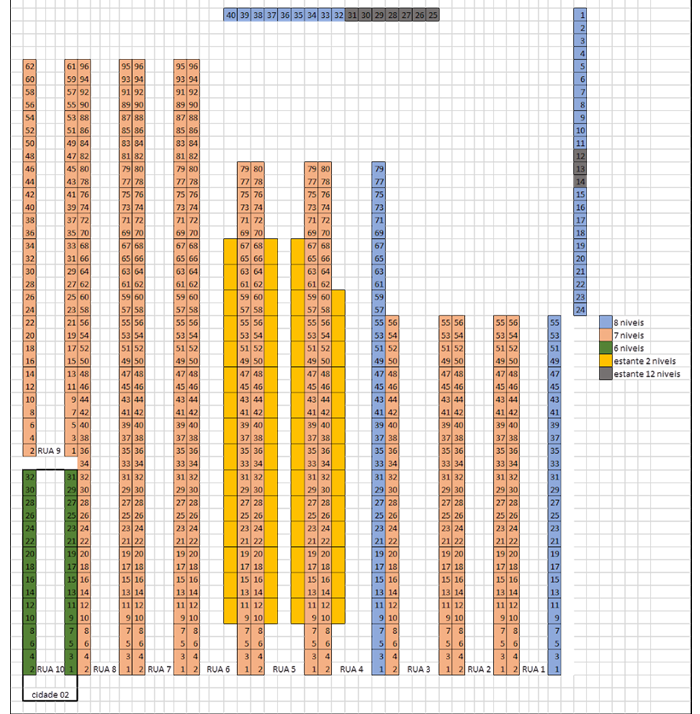 40 39 38 37 36 35 34 33 32 31 30 29 28 27 26 25 1
2
3
4
62 61 96 95 96 95 96 5
60 59 94 93 94 93 94 6
58 57 92 91 92 91 92 7
56 55 90 89 90 89 90 8
54 53 88 87 88 87 88 9
52 51 86 85 86 85 86 10
50 49 84 83 84 83 84 11
48 47 82 81 82 81 82 12
46 45 80 79 80 79 80 79 80 79 80 79 13
44 43 78 77 78 77 78 77 78 77 78 77 14
42 41 76 75 76 75 76 75 76 75 76 75 15
40 39 74 73 74 73 74 73 74 73 74 73 16
38 37 72 71 72 71 72 71 72 71 72 71 17
36 35 70 69 70 69 70 69 70 69 70 69 18
34 33 68 67 68 67 68 67 68 67 68 67 19
32 31 66 65 66 65 66 65 66 65 66 65 20
30 29 64 63 64 63 64 63 64 63 64 63 21
28 27 62 61 62 61 62 61 62 61 62 61 22
26 25 60 59 60 59 60 59 60 59 60 59 23
24 23 58 57 58 57 58 57 58 57 58 57 24
22 21 56 55 56 55 56 55 56 55 56 55 56 55 56 55 56 55 8 niveis
20 19 54 53 54 53 54 53 54 53 54 53 54 53 54 53 54 53 7 niveis
18 17 52 51 52 51 52 51 52 51 52 51 52 51 52 51 52 51 6 niveis
16 15 50 49 50 49 50 49 50 49 50 49 50 49 50 49 50 49 estante 2 niveis
14 13 48 47 48 47 48 47 48 47 48 47 48 47 48 47 48 47 estante 12 niveis
12 11 46 45 46 45 46 45 46 45 46 45 46 45 46 45 46 45
10 9 44 43 44 43 44 43 44 43 44 43 44 43 44 43 44 43
8 7 42 41 42 41 42 41 42 41 42 41 42 41 42 41 42 41
6 5 40 39 40 39 40 39 40 39 40 39 40 39 40 39 40 39
4 3 38 37 38 37 38 37 38 37 38 37 38 37 38 37 38 37
2 RUA 9 1 36 35 36 35 36 35 36 35 36 35 36 35 36 35 36 35
34 33 34 33 34 33 34 33 34 33 34 33 34 33 34 33
32 31 32 31 32 31 32 31 32 31 32 31 32 31 32 31 32 31
30 29 30 29 30 29 30 29 30 29 30 29 30 29 30 29 30 29
28 27 28 27 28 27 28 27 28 27 28 27 28 27 28 27 28 27
26 25 26 25 26 25 26 25 26 25 26 25 26 25 26 25 26 25
24 23 24 23 24 23 24 23 24 23 24 23 24 23 24 23 24 23
22 21 22 21 22 21 22 21 22 21 22 21 22 21 22 21 22 21
20 19 20 19 20 19 20 19 20 19 20 19 20 19 20 19 20 19
18 17 18 17 18 17 18 17 18 17 18 17 18 17 18 17 18 17
16 15 16 15 16 15 16 15 16 15 16 15 16 15 16 15 16 15
14 13 14 13 14 13 14 13 14 13 14 13 14 13 14 13 14 13
12 11 12 11 12 11 12 11 12 11 12 11 12 11 12 11 12 11
10 9 10 9 10 9 10 9 10 9 10 9 10 9 10 9 10 9
8 7 8 7 8 7 8 7 8 7 8 7 8 7 8 7 8 7
6 5 6 5 6 5 6 5 6 5 6 5 6 5 6 5 6 5
4 3 4 3 4 3 4 3 4 3 4 3 4 3 4 3 4 3
2 RUA 10 1 2 RUA 8 1 2 RUA 7 1 2 RUA 6 1 2 RUA 5 1 2 RUA 4 1 2 RUA 3 1 2 RUA 2 1 2 RUA 1 1
cidade 02